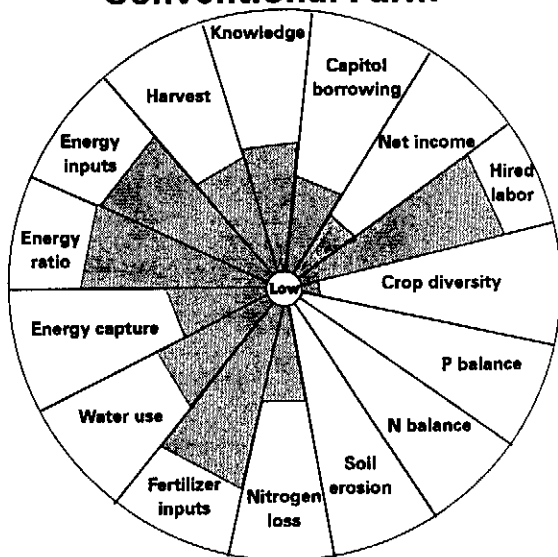 Conventional Farm
Knowledge
Capitol
borrowing
Harvest
Net income
Energy
inputs
Hired
labor
Energy
ratio
Low
Crop diversity
Energy capture
P balance
Water use
N balance
Fertilizer
inputs
Nitrogen
loss
Soil
erosion